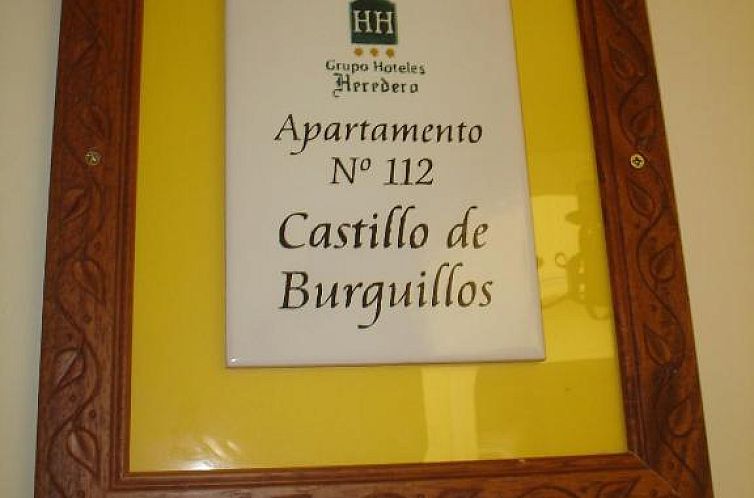 HH
Grupo Hoteles
Heredero
Apartamento
Nº 112
Castillo de
Burguillos